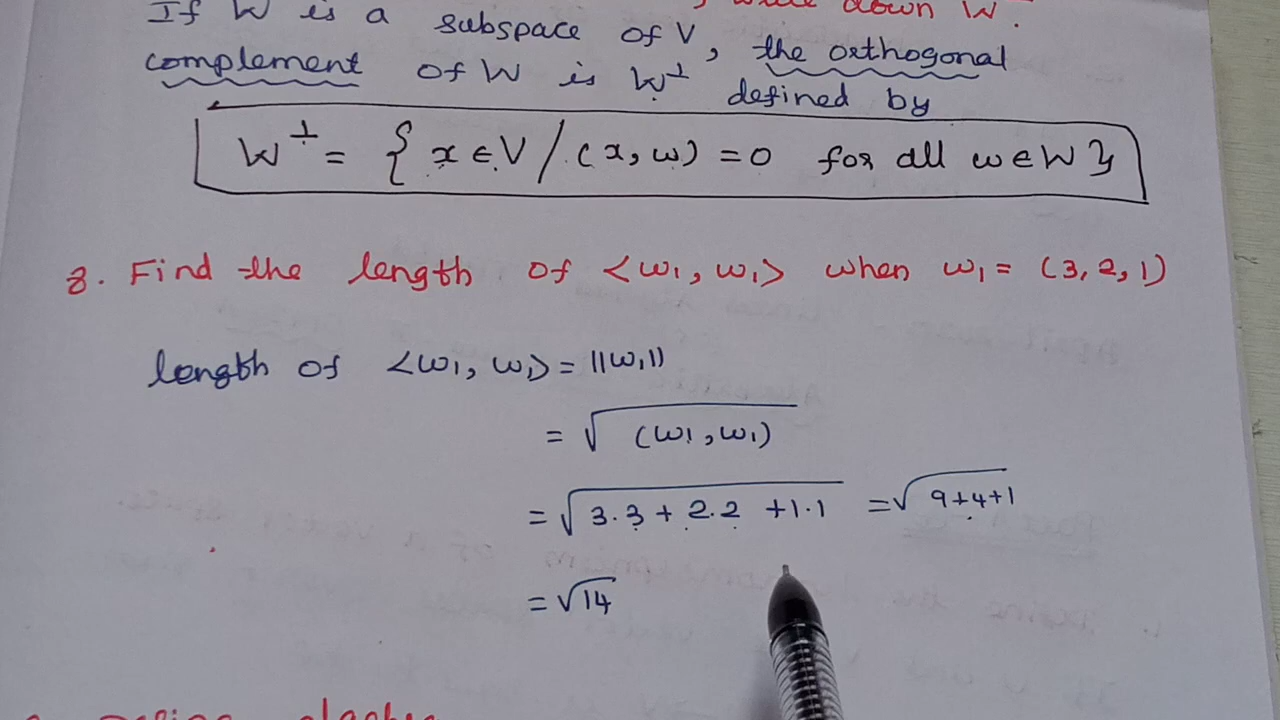 write down W.
If W is a subspace of V, the orthogonal
complement of W is W⊥ defined by
W⊥ = { x ∈ V / (x, w) = 0 for all w ∈ W }
8. Find the length of <w₁, w₁> when w₁ = (3, 2, 1)
length of <w₁, w₁> = ||w₁||
= √(w₁, w₁)
= √3.3 + 2.2 + 1.1 = √9+4+1
= √14